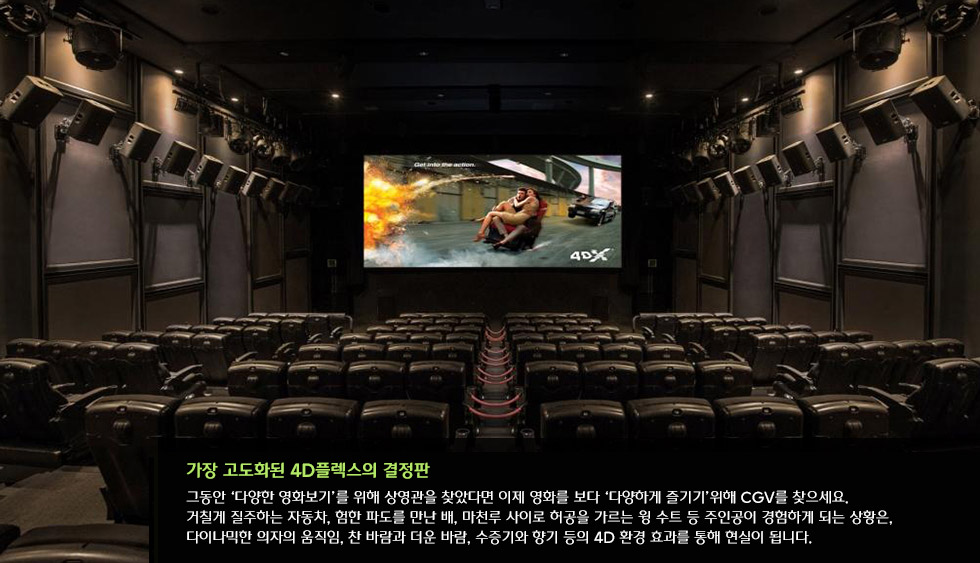 Get into the action.
4DX
가장 고도화된 4D플렉스의 결정판
그동안 '다양한 영화보기'를 위해 상영관을 찾았다면 이제 영화를 보다 '다양하게 즐기기'위해 CGV를 찾으세요.
거칠게 질주하는 자동차, 험한 파도를 만난 배, 마천루 사이로 허공을 가르는 윙 수트 등 주인공이 경험하게 되는 상황은,
다이나믹한 의자의 움직임, 찬 바람과 더운 바람, 수증기와 향기 등의 4D 환경 효과를 통해 현실이 됩니다.